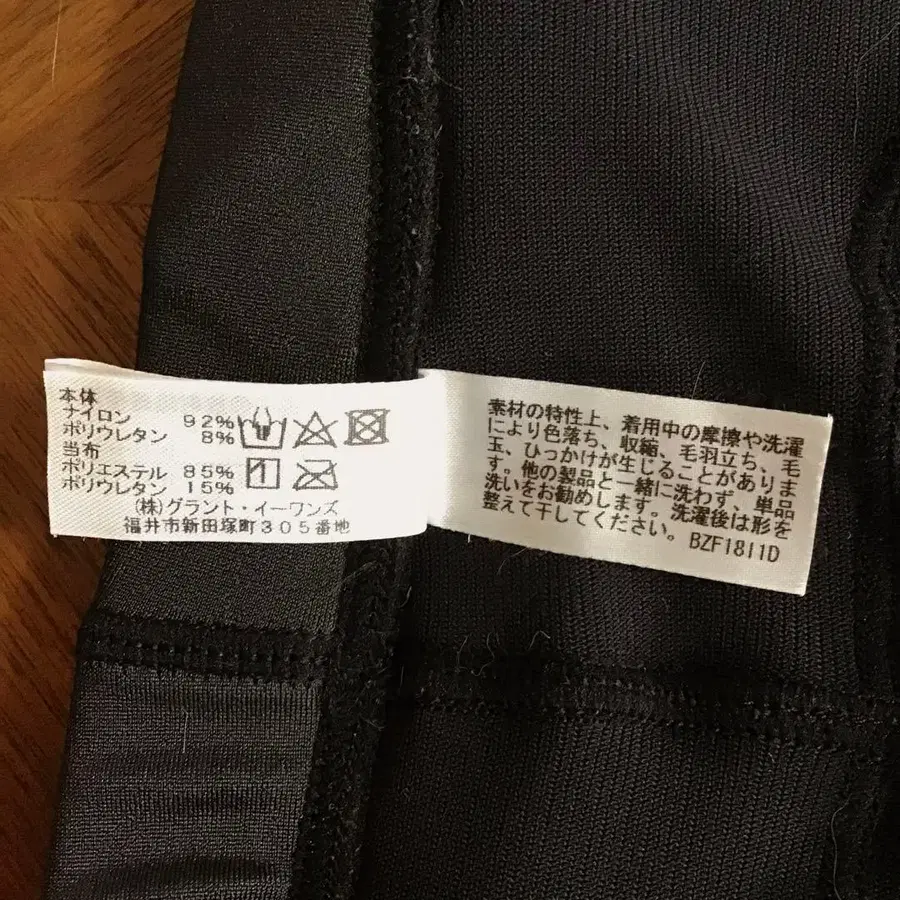 本体
ナイロン 92%
ポリウレタン 8%
当布
ポリエステル 85%
ポリウレタン 15%
(株)グラント・イーワンズ
福井市新田塚町305番地
素材の特性上、着用中の摩擦や洗濯
により色落ち、収縮、毛羽立ち、毛
玉、ひっかけが生じることがありま
す。他の製品と一緒に洗わず、単品
洗いをお勧めします。洗濯後は形を
整えて干してください。 BZF1811D